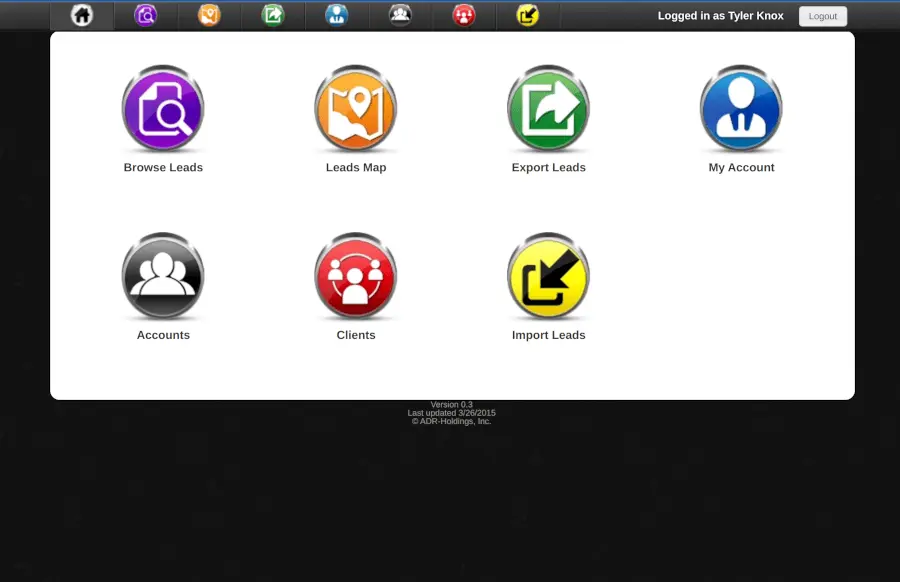 Logged in as Tyler Knox
Logout
Browse Leads
Leads Map
Export Leads
My Account
Accounts
Clients
Import Leads
Version 0.3
Last updated 3/26/2015
© ADR-Holdings, Inc.